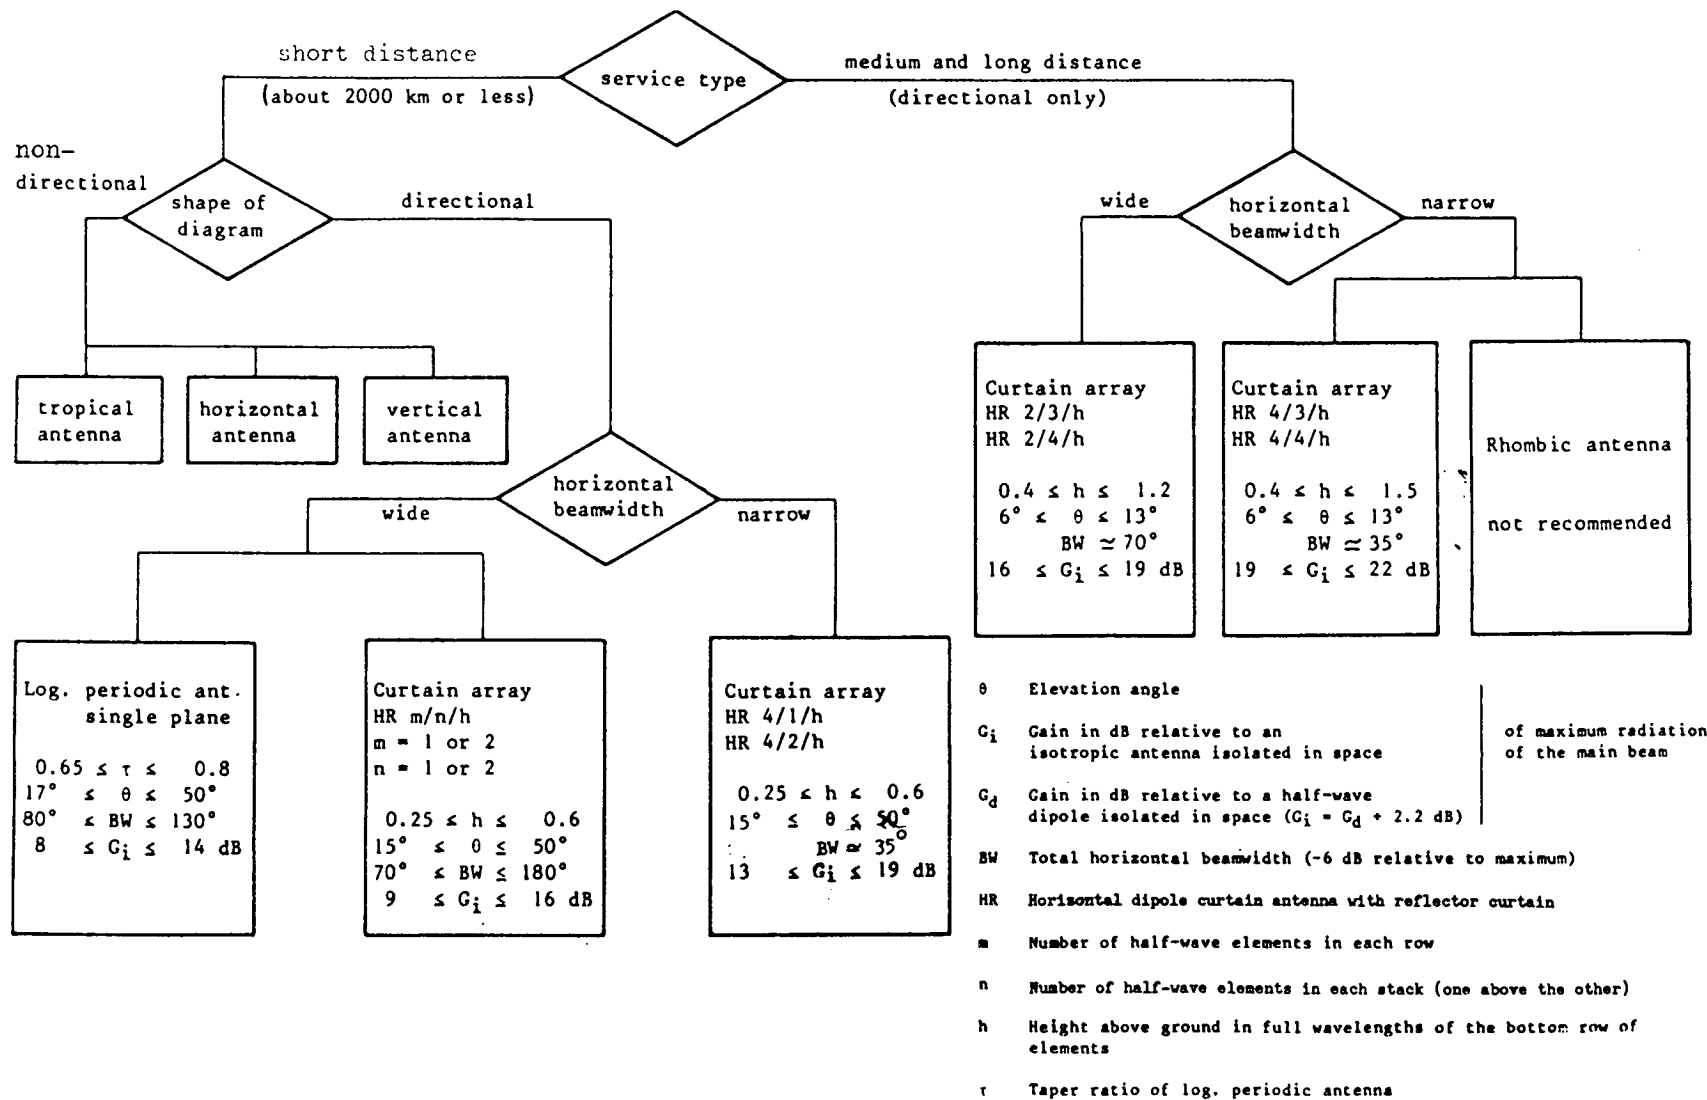 short distance
(about 2000 km or less)
service type
medium and long distance
(directional only)
non-
directional
shape of
diagram
directional
wide
horizontal
beamwidth
narrow
tropical
antenna
horizontal
antenna
vertical
antenna
horizontal
beamwidth
wide
narrow
Curtain array
HR 2/3/h
HR 2/4/h
0.4 ≤ h ≤ 1.2
6° ≤ θ ≤ 13°
BW ≃ 70°
16 ≤ Gi ≤ 19 dB
Curtain array
HR 4/3/h
HR 4/4/h
0.4 ≤ h ≤ 1.5
6° ≤ θ ≤ 13°
BW ≃ 35°
19 ≤ Gi ≤ 22 dB
Rhombic antenna
not recommended
Log. periodic ant.
single plane
0.65 ≤ τ ≤ 0.8
17° ≤ θ ≤ 50°
80° ≤ BW ≤ 130°
8 ≤ Gi ≤ 14 dB
Curtain array
HR m/n/h
m = 1 or 2
n = 1 or 2
0.25 ≤ h ≤ 0.6
15° ≤ θ ≤ 50°
70° ≤ BW ≤ 180°
9 ≤ Gi ≤ 16 dB
Curtain array
HR 4/1/h
HR 4/2/h
0.25 ≤ h ≤ 0.6
15° ≤ θ ≤ 50°
BW ≃ 35°
13 ≤ Gi ≤ 19 dB
θ Elevation angle
Gi Gain in dB relative to an
isotropic antenna isolated in space
Gd Gain in dB relative to a half-wave
dipole isolated in space (Gi = Gd + 2.2 dB)
of maximum radiation
of the main beam
BW Total horizontal beamwidth (-6 dB relative to maximum)
HR Horizontal dipole curtain antenna with reflector curtain
m Number of half-wave elements in each row
n Number of half-wave elements in each stack (one above the other)
h Height above ground in full wavelengths of the bottom row of
elements
τ Taper ratio of log. periodic antenna